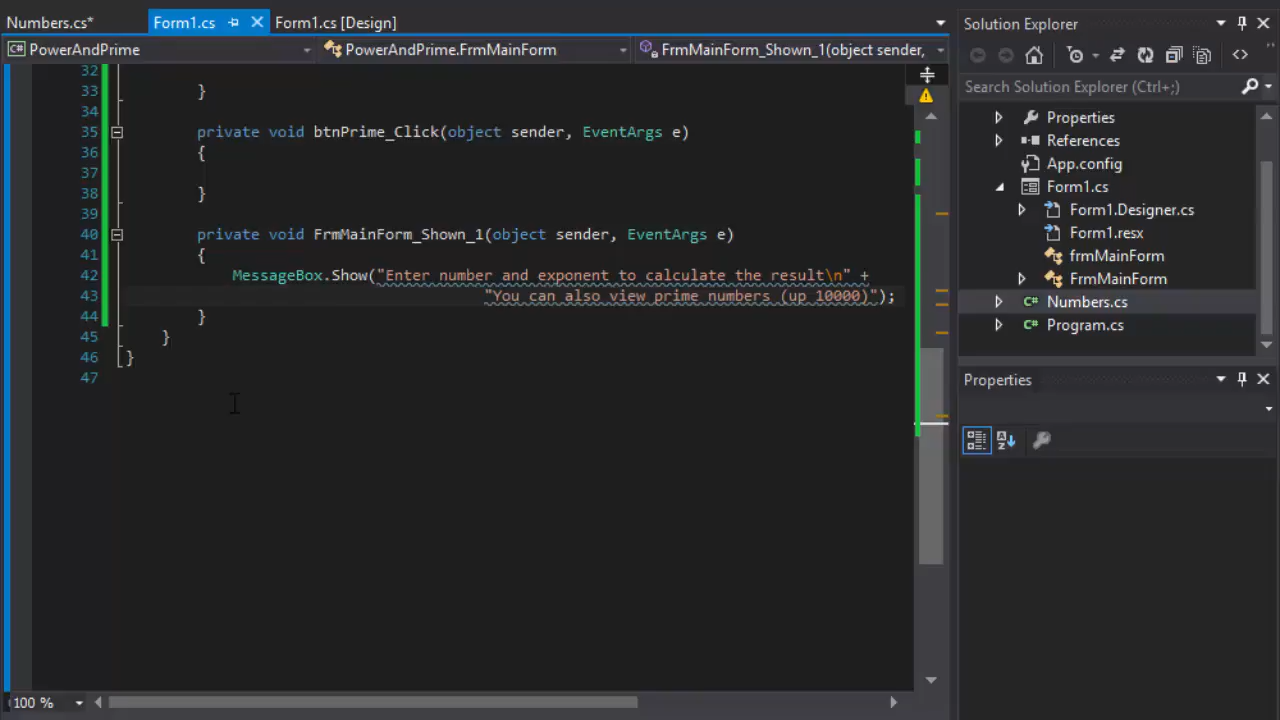 Numbers.cs*
Form1.cs
Form1.cs [Design]
PowerAndPrime
PowerAndPrime.FrmMainForm
FrmMainForm_Shown_1(object sender,
32
33 }
34
35 private void btnPrime_Click(object sender, EventArgs e)
36 {
37
38 }
39
40 private void FrmMainForm_Shown_1(object sender, EventArgs e)
41 {
42 MessageBox.Show("Enter number and exponent to calculate the result\n" +
43 "You can also view prime numbers (up 10000)");
44 }
45 }
46 }
47
100 %
Solution Explorer
Search Solution Explorer (Ctrl+;)
Properties
References
App.config
Form1.cs
Form1.Designer.cs
Form1.resx
frmMainForm
FrmMainForm
C# Numbers.cs
C# Program.cs
Properties